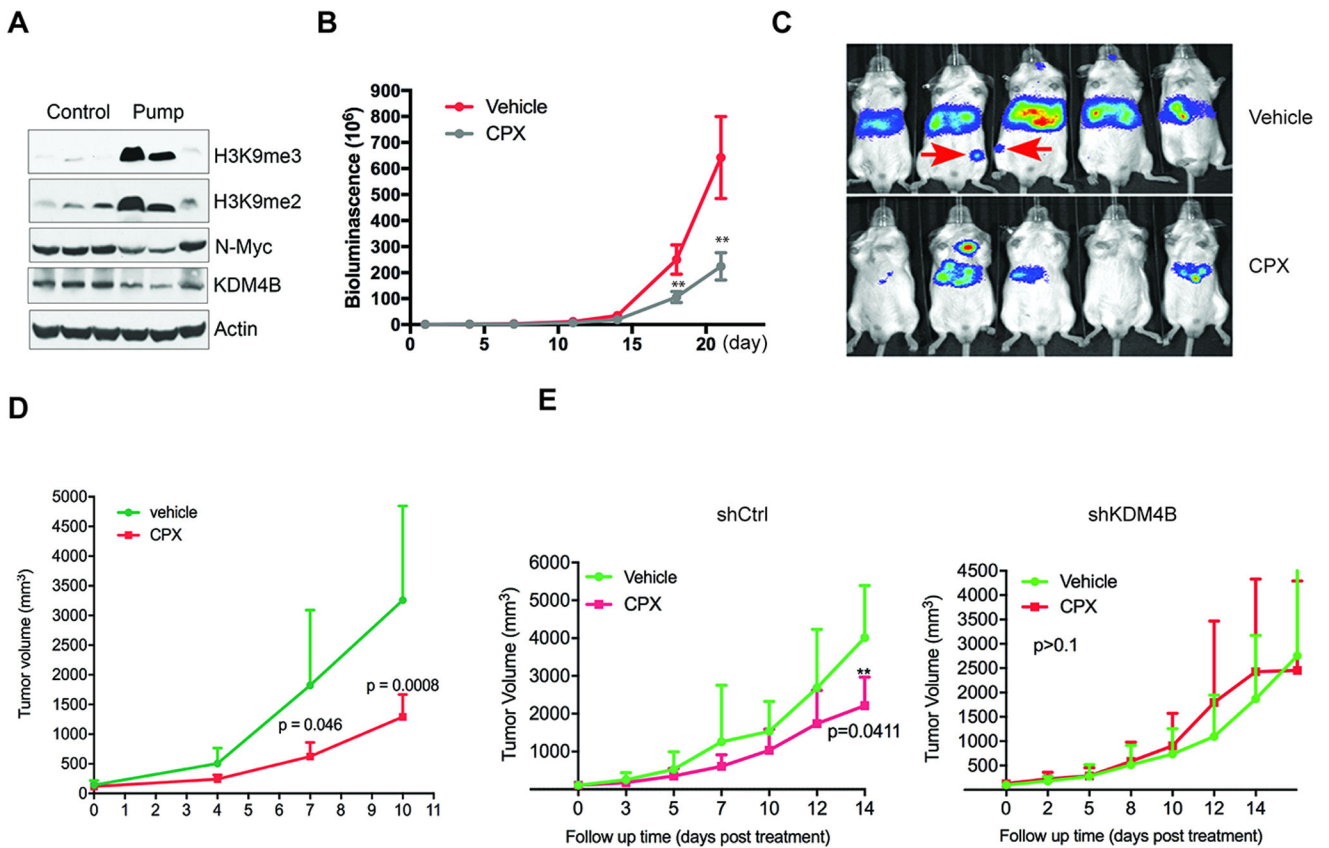 A
Control Pump
H3K9me3
H3K9me2
N-Myc
KDM4B
Actin
B
Vehicle
CPX
Bioluminascence (10⁶)
900
800
700
600
500
400
300
200
100
0
**
**
0 5 10 15 20 (day)
C
Vehicle
CPX
D
vehicle
CPX
Tumor volume (mm³)
5000
4500
4000
3500
3000
2500
2000
1500
1000
500
0
p = 0.046
p = 0.0008
0 1 2 3 4 5 6 7 8 9 10 11
E
shCtrl
Vehicle
CPX
Tumor Volume (mm³)
6000
5000
4000
3000
2000
1000
**
p=0.0411
0 3 5 7 10 12 14
Follow up time (days post treatment)
shKDM4B
Vehicle
CPX
p>0.1
Tumor Volume (mm³)
4500
4000
3500
3000
2500
2000
1500
1000
500
0 2 5 8 10 12 14
Follow up time (days post treatment)